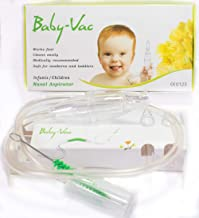 Baby-Vac
Works fast
Cleans easily
Medically recommended
Safe for newborns and toddlers
Infants/Children
Nasal Aspirator
Baby-Vac